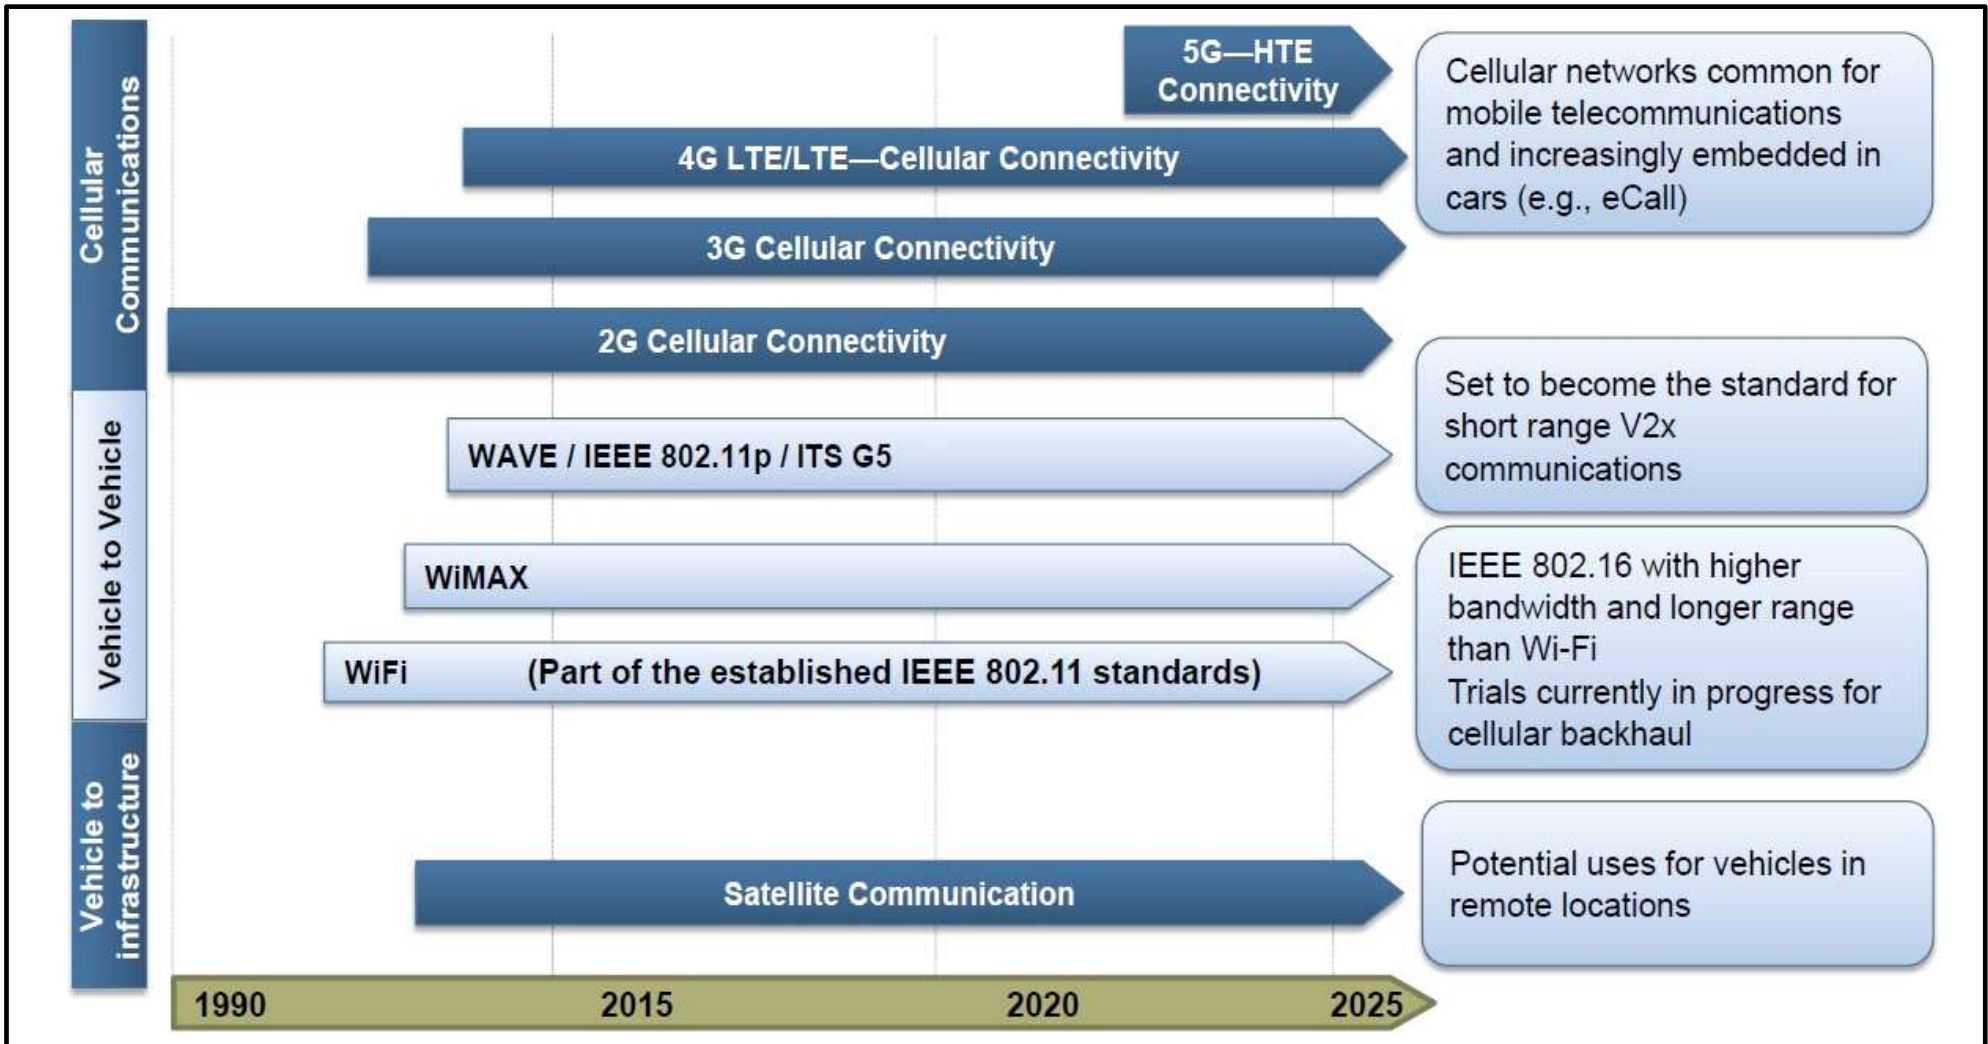 Cellular
Communications
5G—HTE
Connectivity
4G LTE/LTE—Cellular Connectivity
3G Cellular Connectivity
2G Cellular Connectivity
Cellular networks common for
mobile telecommunications
and increasingly embedded in
cars (e.g., eCall)
Vehicle to Vehicle
WAVE / IEEE 802.11p / ITS G5
Set to become the standard for
short range V2x
communications
WiMAX
WiFi (Part of the established IEEE 802.11 standards)
IEEE 802.16 with higher
bandwidth and longer range
than Wi-Fi
Trials currently in progress for
cellular backhaul
Vehicle to
infrastructure
Satellite Communication
Potential uses for vehicles in
remote locations
1990 2015 2020 2025